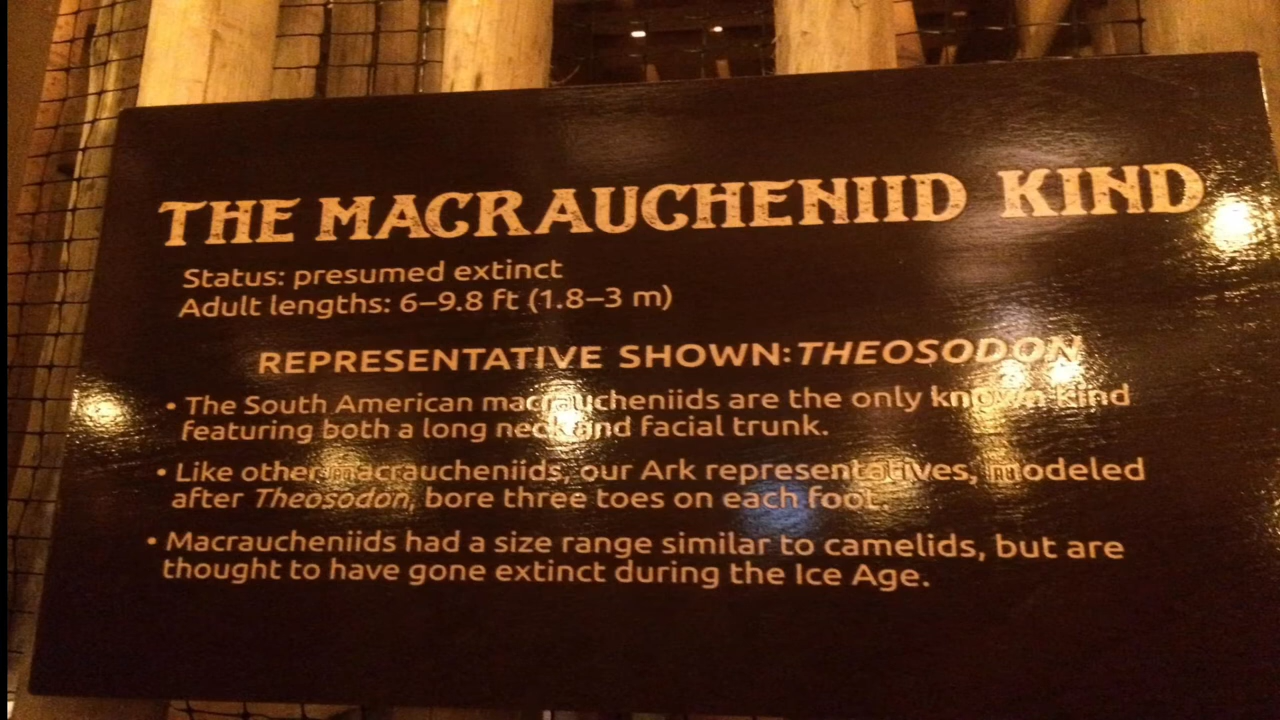 THE MACRAUCHENIID KIND
Status: presumed extinct
Adult lengths: 6–9.8 ft (1.8–3 m)
REPRESENTATIVE SHOWN: THEOSODON
• The South American macraucheniids are the only known kind
featuring both a long neck and facial trunk.
• Like other macraucheniids, our Ark representatives, modeled
after Theosodon, bore three toes on each foot.
• Macraucheniids had a size range similar to camelids, but are
thought to have gone extinct during the Ice Age.